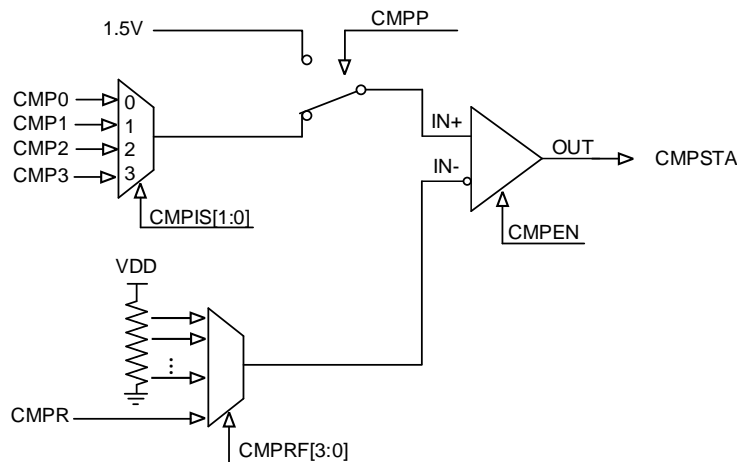 1.5V
CMPP
CMP0
CMP1
CMP2
CMP3
0
1
2
3
CMPIS[1:0]
IN+
IN-
OUT
CMPSTA
CMPEN
VDD
...
CMPR
CMPRF[3:0]